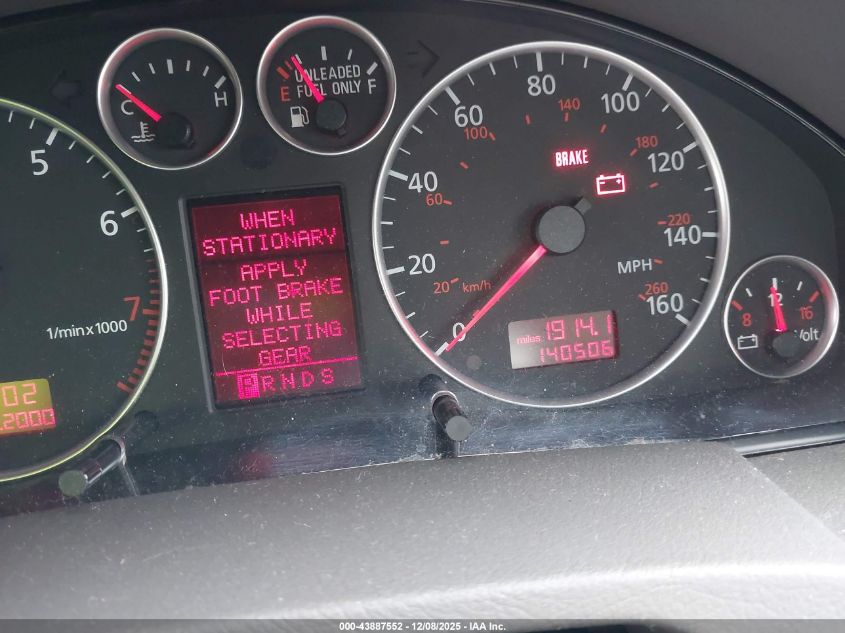 C H
UNLEADED
FUEL ONLY
E F
5
6
7
1/min x 1000
02
.2000
WHEN
STATIONARY
APPLY
FOOT BRAKE
WHILE
SELECTING
GEAR
PRNDS
0 20 40 60 80 100 120 140 160
20 km/h 60 100 140 180 220 260
BRAKE
MPH
miles 1914.1
140506
8 12 16
Volt
000-43887552 - 12/08/2025 - IAA Inc.